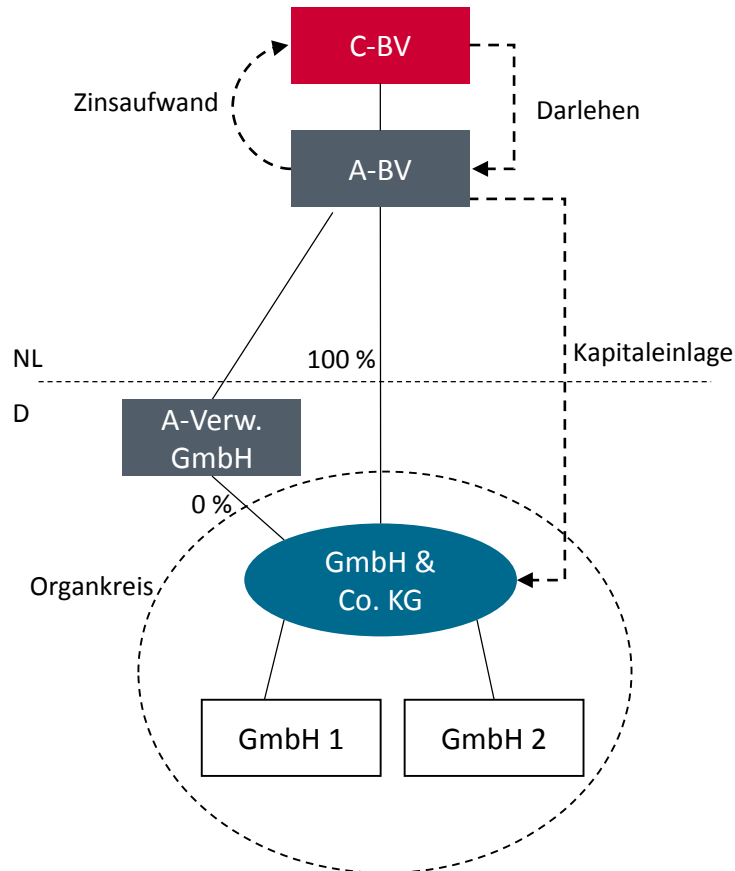 C-BV
Zinsaufwand
Darlehen
A-BV
NL
100 %
Kapitaleinlage
D
A-Verw.
GmbH
0 %
Organkreis
GmbH &
Co. KG
GmbH 1
GmbH 2